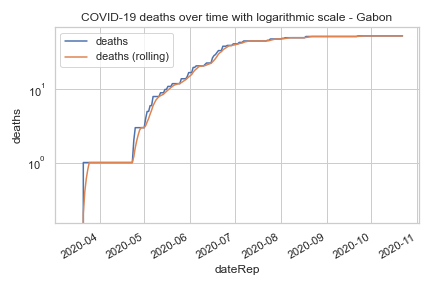 COVID-19 deaths over time with logarithmic scale - Gabon
deaths
deaths (rolling)
10¹
10⁰
deaths
2020-04
2020-05
2020-06
2020-07
2020-08
2020-09
2020-10
2020-11
dateRep